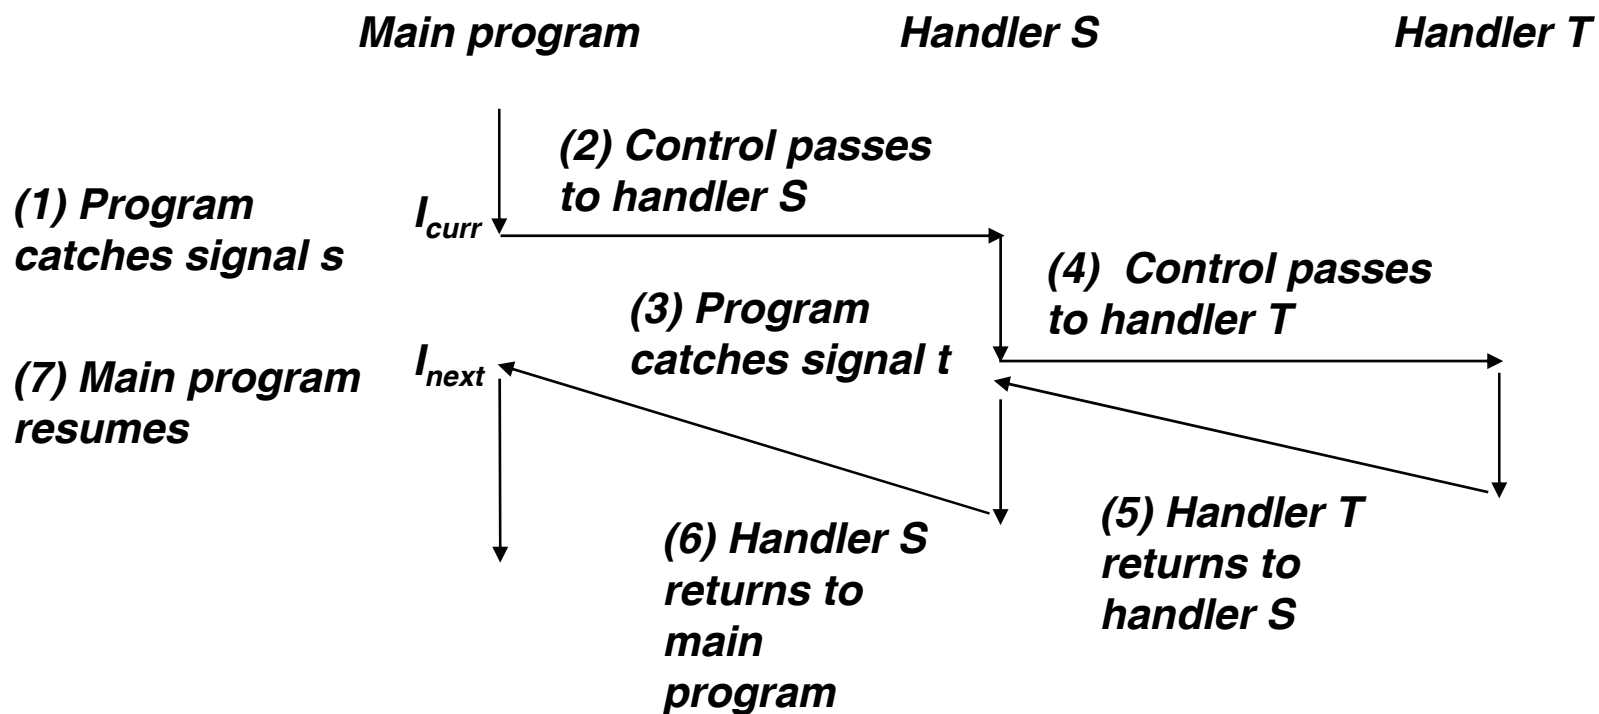 Main program
Handler S
Handler T
(2) Control passes
to handler S
(1) Program
catches signal s
I_curr
(4) Control passes
to handler T
(3) Program
catches signal t
I_next
(7) Main program
resumes
(5) Handler T
returns to
handler S
(6) Handler S
returns to
main
program